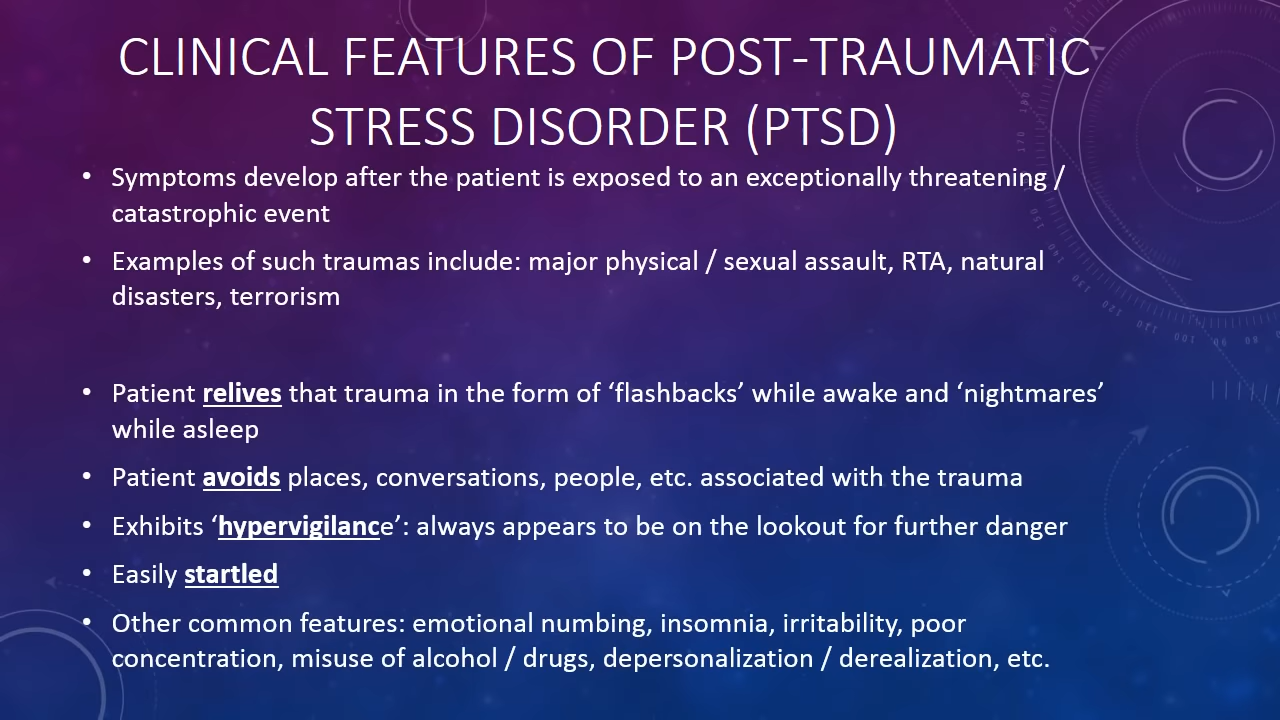 CLINICAL FEATURES OF POST-TRAUMATIC
STRESS DISORDER (PTSD)
• Symptoms develop after the patient is exposed to an exceptionally threatening /
catastrophic event
• Examples of such traumas include: major physical / sexual assault, RTA, natural
disasters, terrorism
• Patient relives that trauma in the form of ‘flashbacks’ while awake and ‘nightmares’
while asleep
• Patient avoids places, conversations, people, etc. associated with the trauma
• Exhibits ‘hypervigilance’: always appears to be on the lookout for further danger
• Easily startled
• Other common features: emotional numbing, insomnia, irritability, poor
concentration, misuse of alcohol / drugs, depersonalization / derealization, etc.